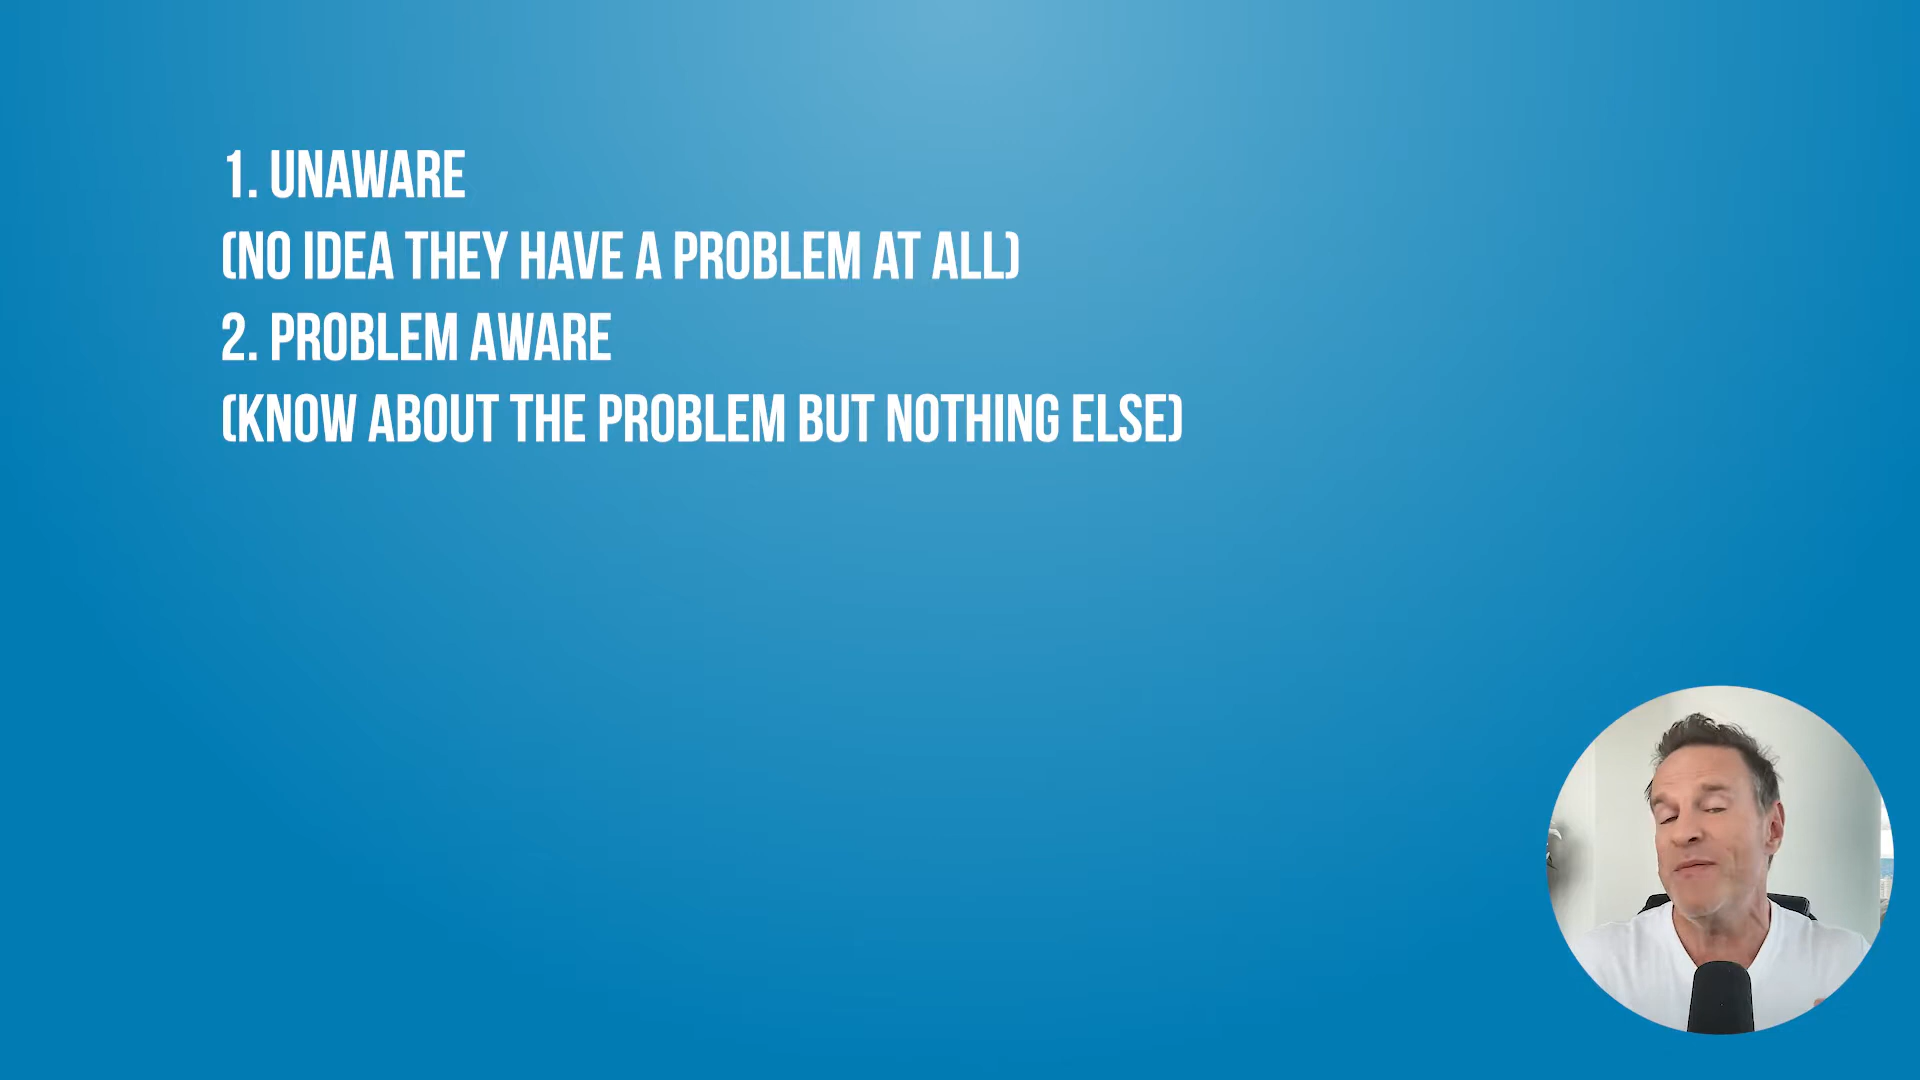 1. UNAWARE
(NO IDEA THEY HAVE A PROBLEM AT ALL)
2. PROBLEM AWARE
(KNOW ABOUT THE PROBLEM BUT NOTHING ELSE)